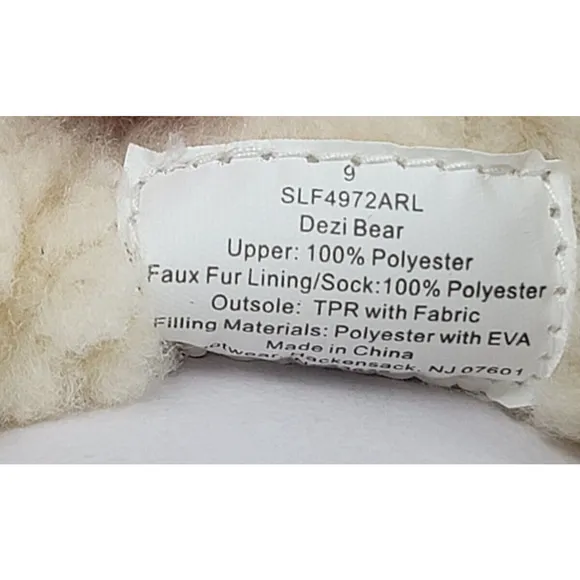 9
SLF4972ARL
Dezi Bear
Upper: 100% Polyester
Faux Fur Lining/Sock:100% Polyester
Outsole: TPR with Fabric
Filling Materials: Polyester with EVA
Made in China
Hackensack, NJ 07601